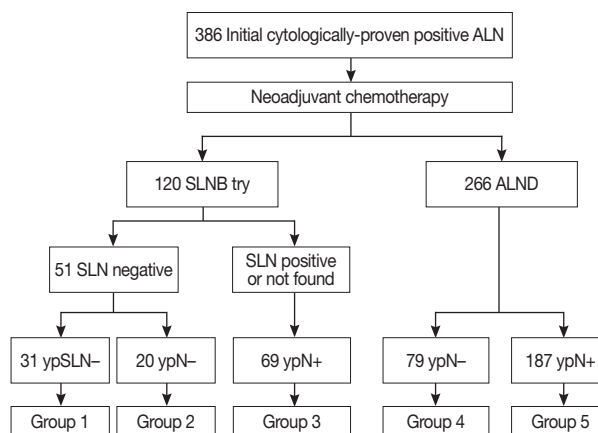 386 Initial cytologically-proven positive ALN
Neoadjuvant chemotherapy
120 SLNB try
266 ALND
51 SLN negative
SLN positive
or not found
31 ypSLN–
20 ypN–
69 ypN+
79 ypN–
187 ypN+
Group 1
Group 2
Group 3
Group 4
Group 5